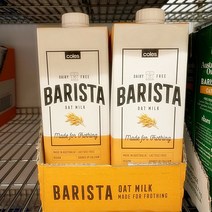 coles
DAIRY FREE
BARISTA
OAT MILK
Made for Frothing
coles
DAIRY FREE
BARISTA
OAT MILK
Made for Frothing
BARISTA OAT MILK
MADE FOR FROTHING